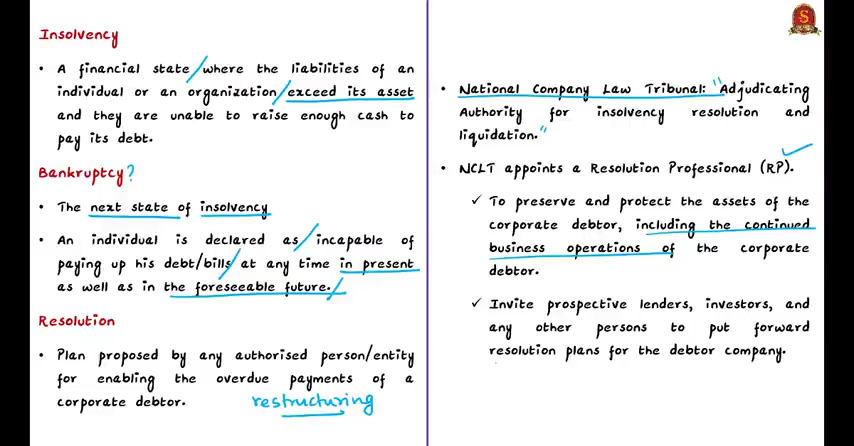 Insolvency
• A financial state where the liabilities of an
individual or an organization exceed its asset
and they are unable to raise enough cash to
pay its debt.
Bankruptcy?
• The next state of insolvency
• An individual is declared as incapable of
paying up his debt/bills at any time in present
as well as in the foreseeable future.
Resolution
• Plan proposed by any authorised person/entity
for enabling the overdue payments of a
corporate debtor.
restructuring
• National Company Law Tribunal: "Adjudicating
Authority for insolvency resolution and
liquidation."
• NCLT appoints a Resolution Professional (RP).
✓ To preserve and protect the assets of the
corporate debtor, including the continued
business operations of the corporate
debtor.
✓ Invite prospective lenders, investors, and
any other persons to put forward
resolution plans for the debtor company.